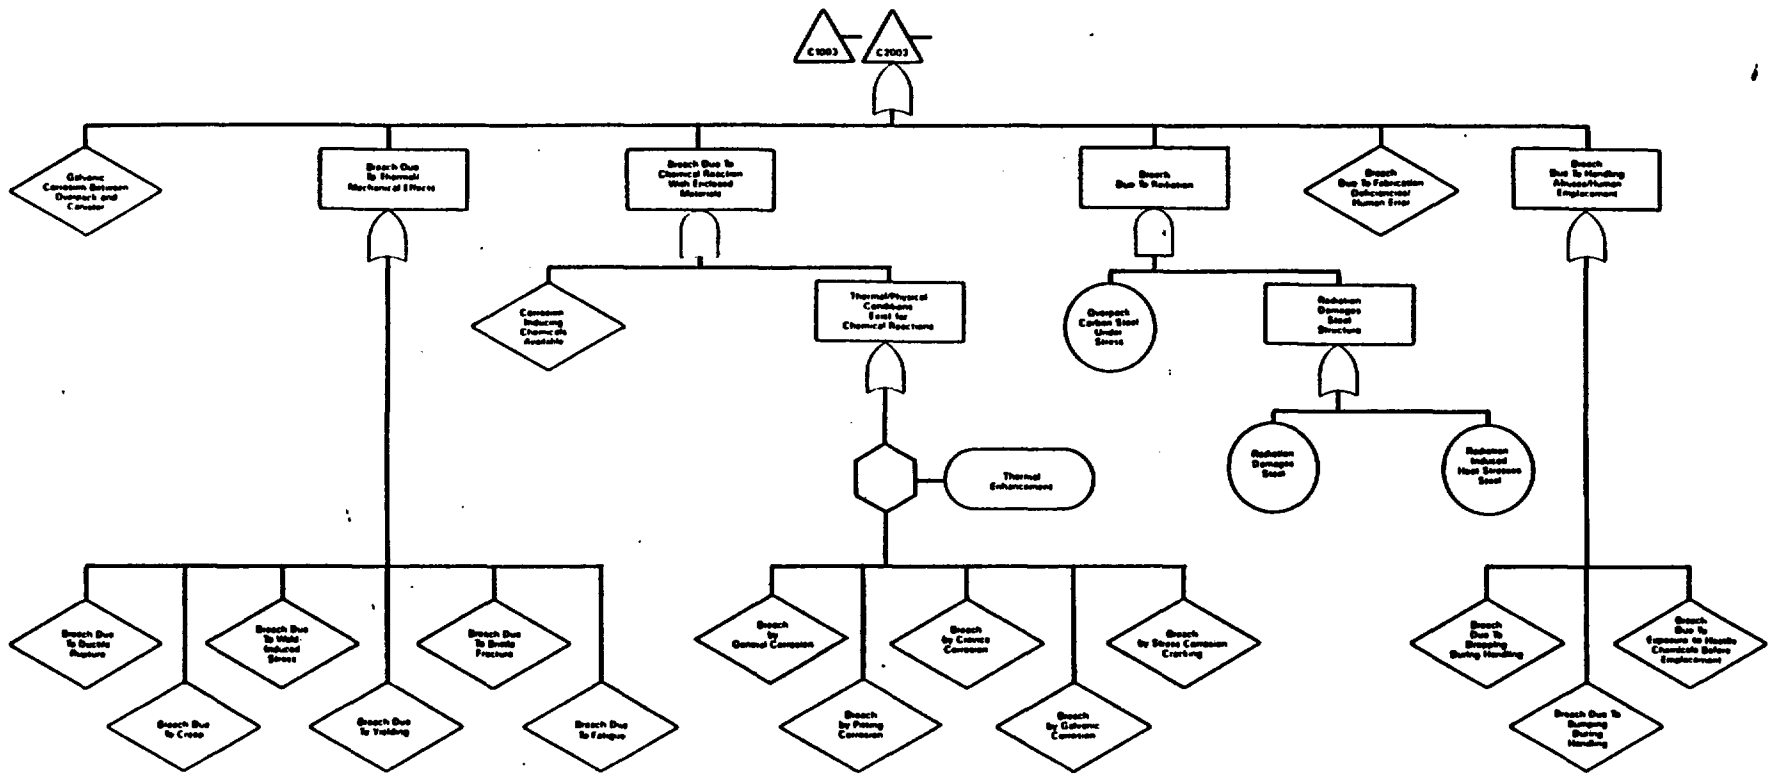 C1003
C2003
Galvanic
Corrosion Between
Overpack and
Canister
Breach Due
To Thermal
Mechanical Effects
Breach Due To
Chemical Reaction
With Enclosed
Materials
Breach
Due To Radiation
Breach
Due To Fabrication
Deficiencies/
Human Error
Breach
Due To Handling
Abuses/Human
Emplacement
Corrosion
Inducing
Chemicals
Available
Thermal/Physical
Conditions
Exist for
Chemical Reactions
Overpack
Carbon Steel
Under
Stress
Radiation
Damages
Steel
Structure
Radiation
Damages
Steel
Radiation
Induced
Heat Stresses
Steel
Thermal
Enhancement
Breach Due
To Ductile
Rupture
Breach Due
To Weld-
Induced
Stress
Breach Due
To Brittle
Fracture
Breach
by
General Corrosion
Breach
by Crevice
Corrosion
Breach
by Stress Corrosion
Cracking
Breach
Due To
Dropping
During Handling
Breach
Due To
Exposure to Hostile
Chemicals Before
Emplacement
Breach Due
To Creep
Breach Due
To Yielding
Breach Due
To Fatigue
Breach
by Pitting
Corrosion
Breach
by Galvanic
Corrosion
Breach Due To
Bumping
During
Handling